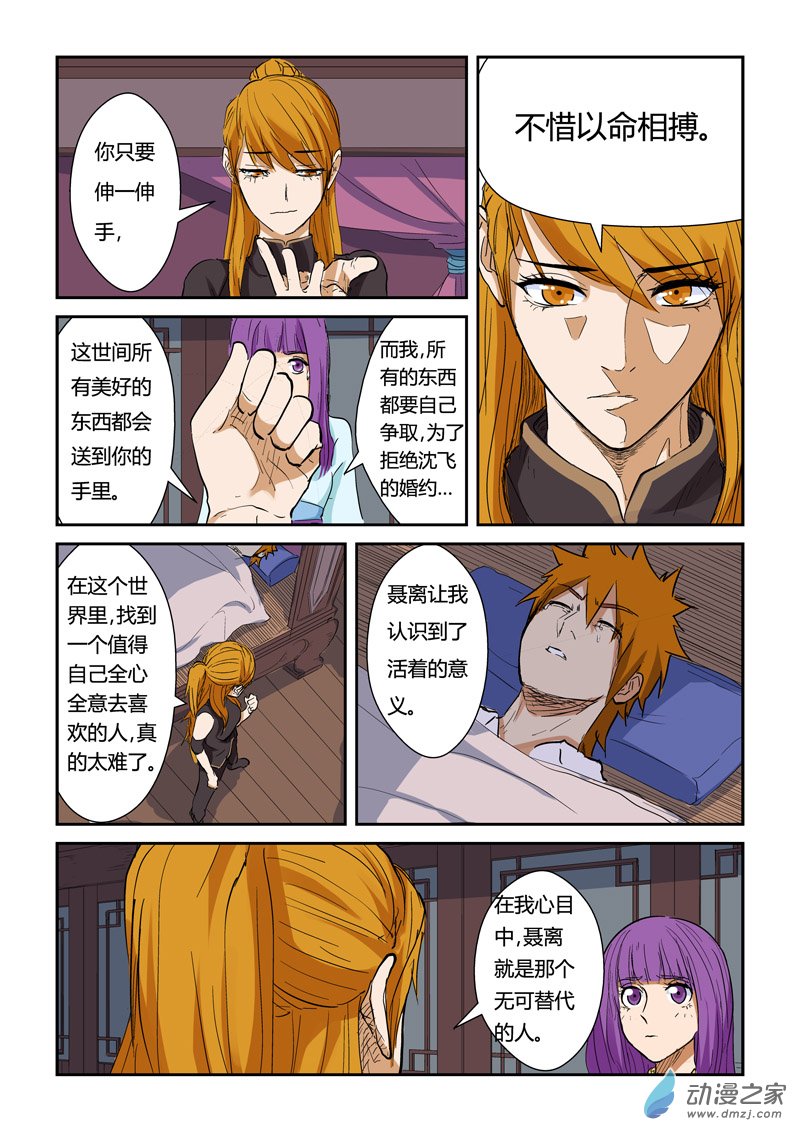 你只要
伸一伸
手，
这世间所
有美好的
东西都会
送到你的
手里。
而我，所
有的东西
都要自己
争取，为了
拒绝沈飞
的婚约…
不惜以命相搏。
在这个世
界里，找到
一个值得
自己全心
全意去喜
欢的人，真
的太难了。
聂离让我
认识到了
活着的意
义。
在我心目
中，聂离
就是那个
无可替代
的人。
动漫之家
www.dmzj.com